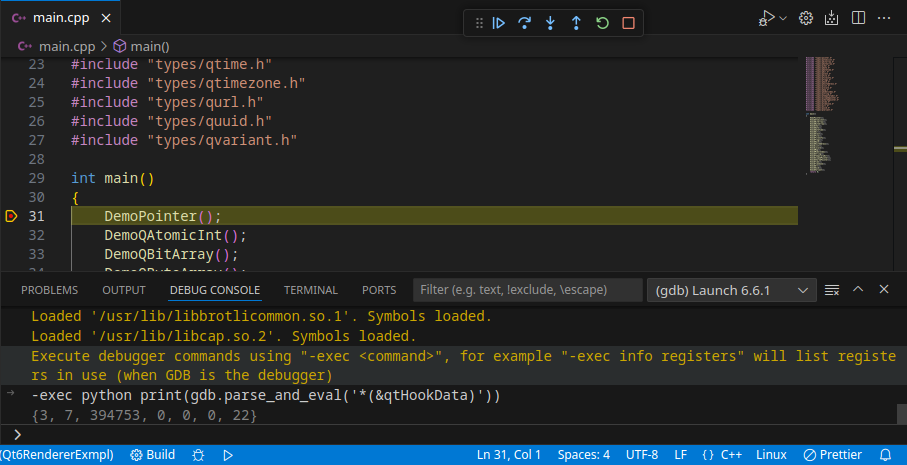 main.cpp
main.cpp > main()
23 #include "types/qtime.h"
24 #include "types/qtimezone.h"
25 #include "types/qurl.h"
26 #include "types/quuid.h"
27 #include "types/qvariant.h"
28
29 int main()
30 {
31 DemoPointer();
32 DemoQAtomicInt();
33 DemoQBitArray();
34 DemoQByteArray();
PROBLEMS OUTPUT DEBUG CONSOLE TERMINAL PORTS Filter (e.g. text, !exclude, \escape) (gdb) Launch 6.6.1
Loaded '/usr/lib/libbrotlicommon.so.1'. Symbols loaded.
Loaded '/usr/lib/libcap.so.2'. Symbols loaded.
Execute debugger commands using "-exec <command>", for example "-exec info registers" will list registe
rs in use (when GDB is the debugger)
-exec python print(gdb.parse_and_eval('*(&qtHookData)'))
{3, 7, 394753, 0, 0, 0, 22}
(Qt6RendererExmpl) Build Ln 31, Col 1 Spaces: 4 UTF-8 LF {} C++ Linux Prettier